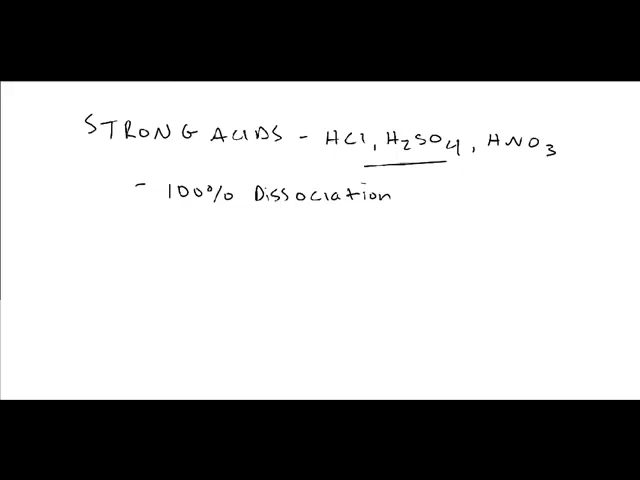 STRONG ACIDS - HCl, H₂SO₄, HNO₃
- 100% Dissociation